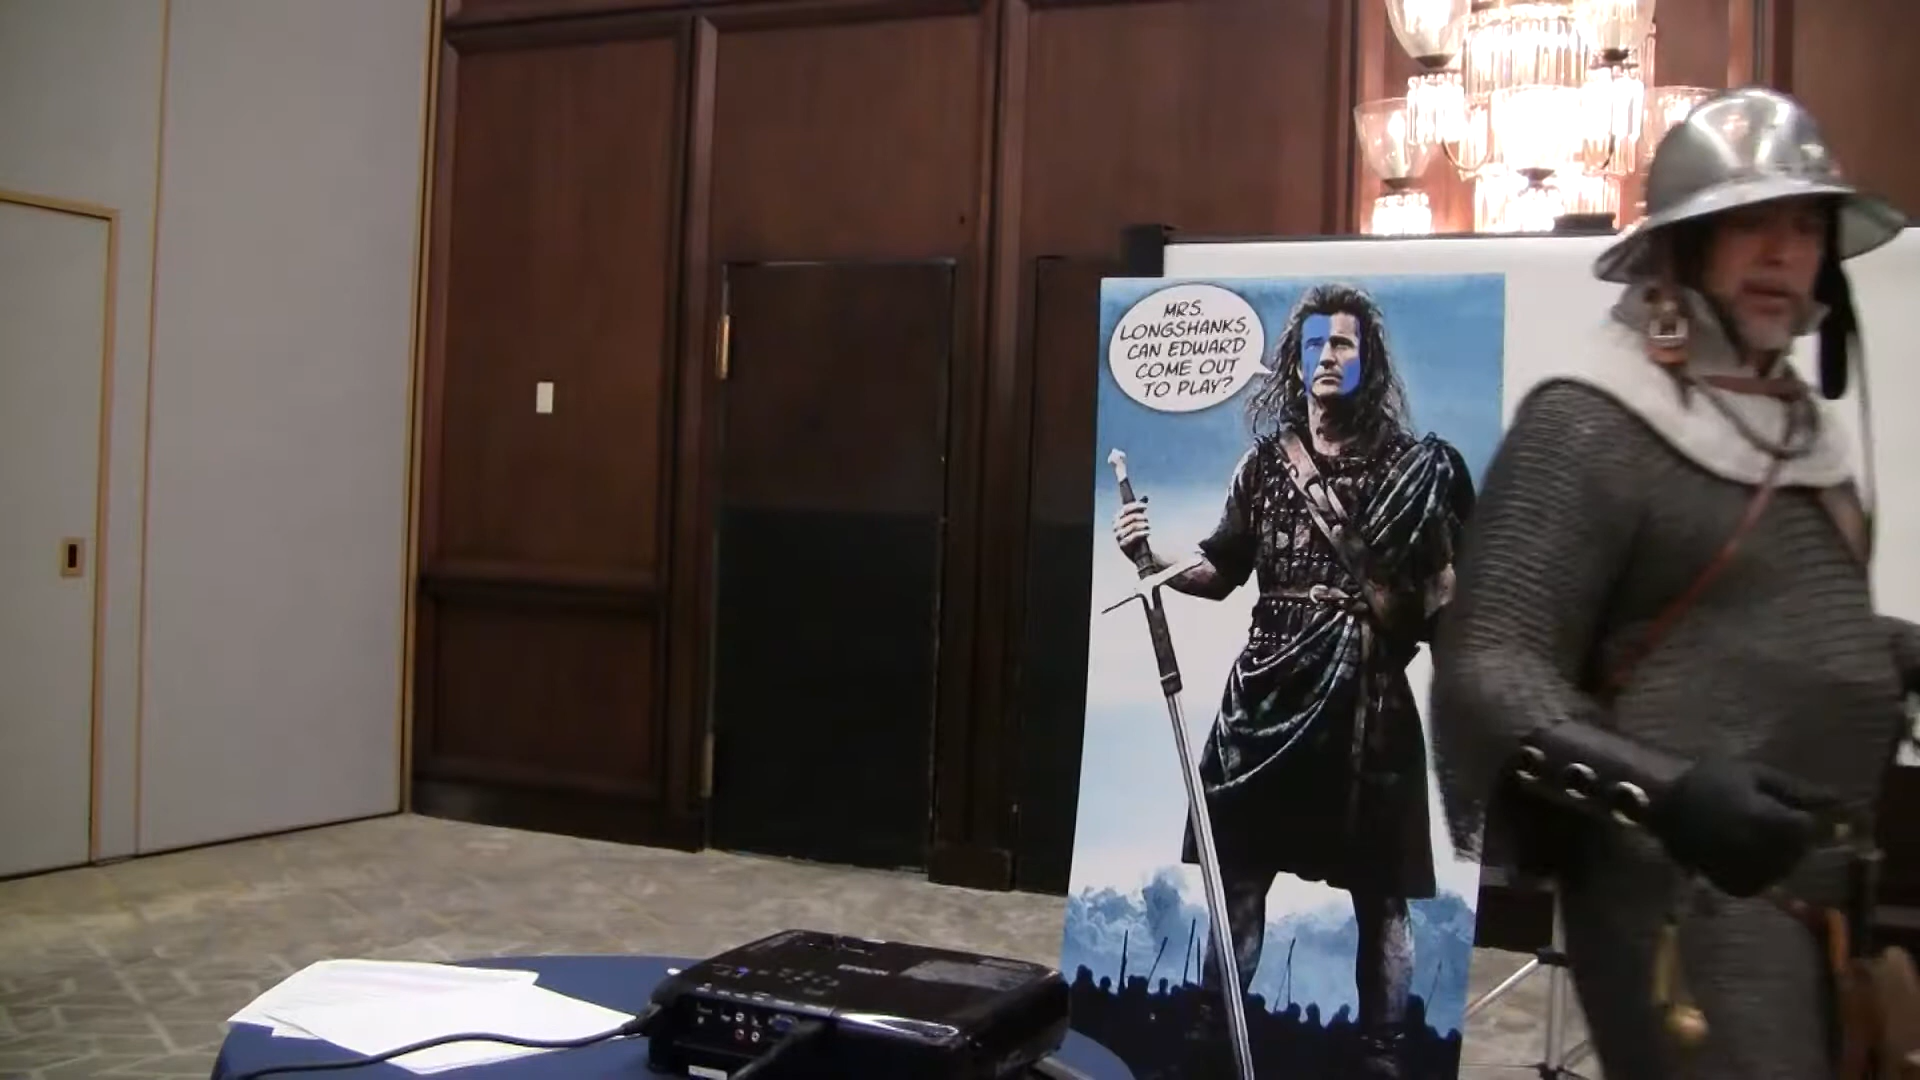 MRS.
LONGSHANKS,
CAN EDWARD
COME OUT
TO PLAY?